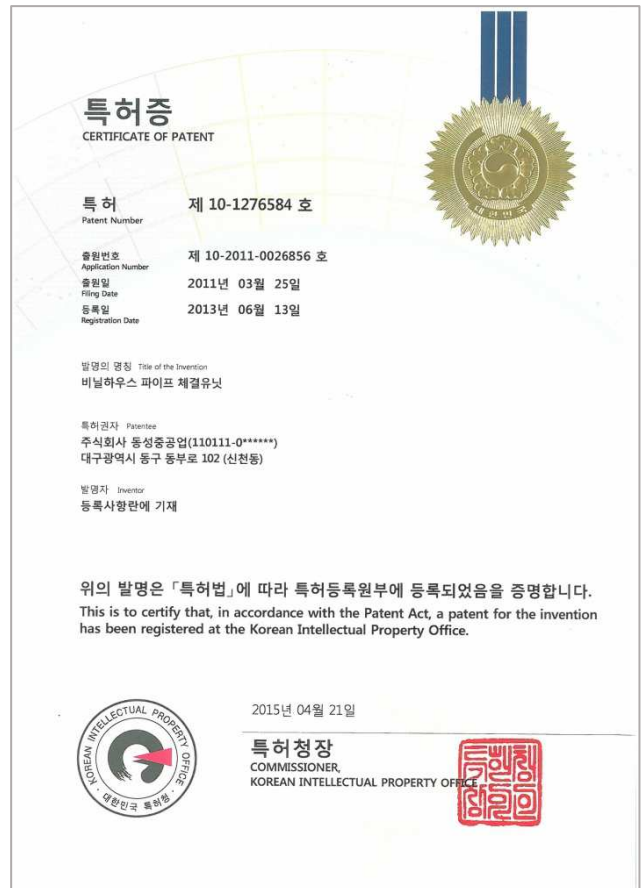 특허증
CERTIFICATE OF PATENT
특 허 제 10-1276584 호
Patent Number
출원번호 제 10-2011-0026856 호
Application Number
출원일 2011년 03월 25일
Filing Date
등록일 2013년 06월 13일
Registration Date
발명의 명칭 Title of the Invention
비닐하우스 파이프 체결유닛
특허권자 Patentee
주식회사 동성중공업(110111-0******)
대구광역시 동구 동부로 102 (신천동)
발명자 Inventor
등록사항란에 기재
위의 발명은 「특허법」에 따라 특허등록원부에 등록되었음을 증명합니다.
This is to certify that, in accordance with the Patent Act, a patent for the invention
has been registered at the Korean Intellectual Property Office.
2015년 04월 21일
특허청장
COMMISSIONER,
KOREAN INTELLECTUAL PROPERTY OFFICE
KOREAN INTELLECTUAL PROPERTY OFFICE
대한민국 특허청
대한민국